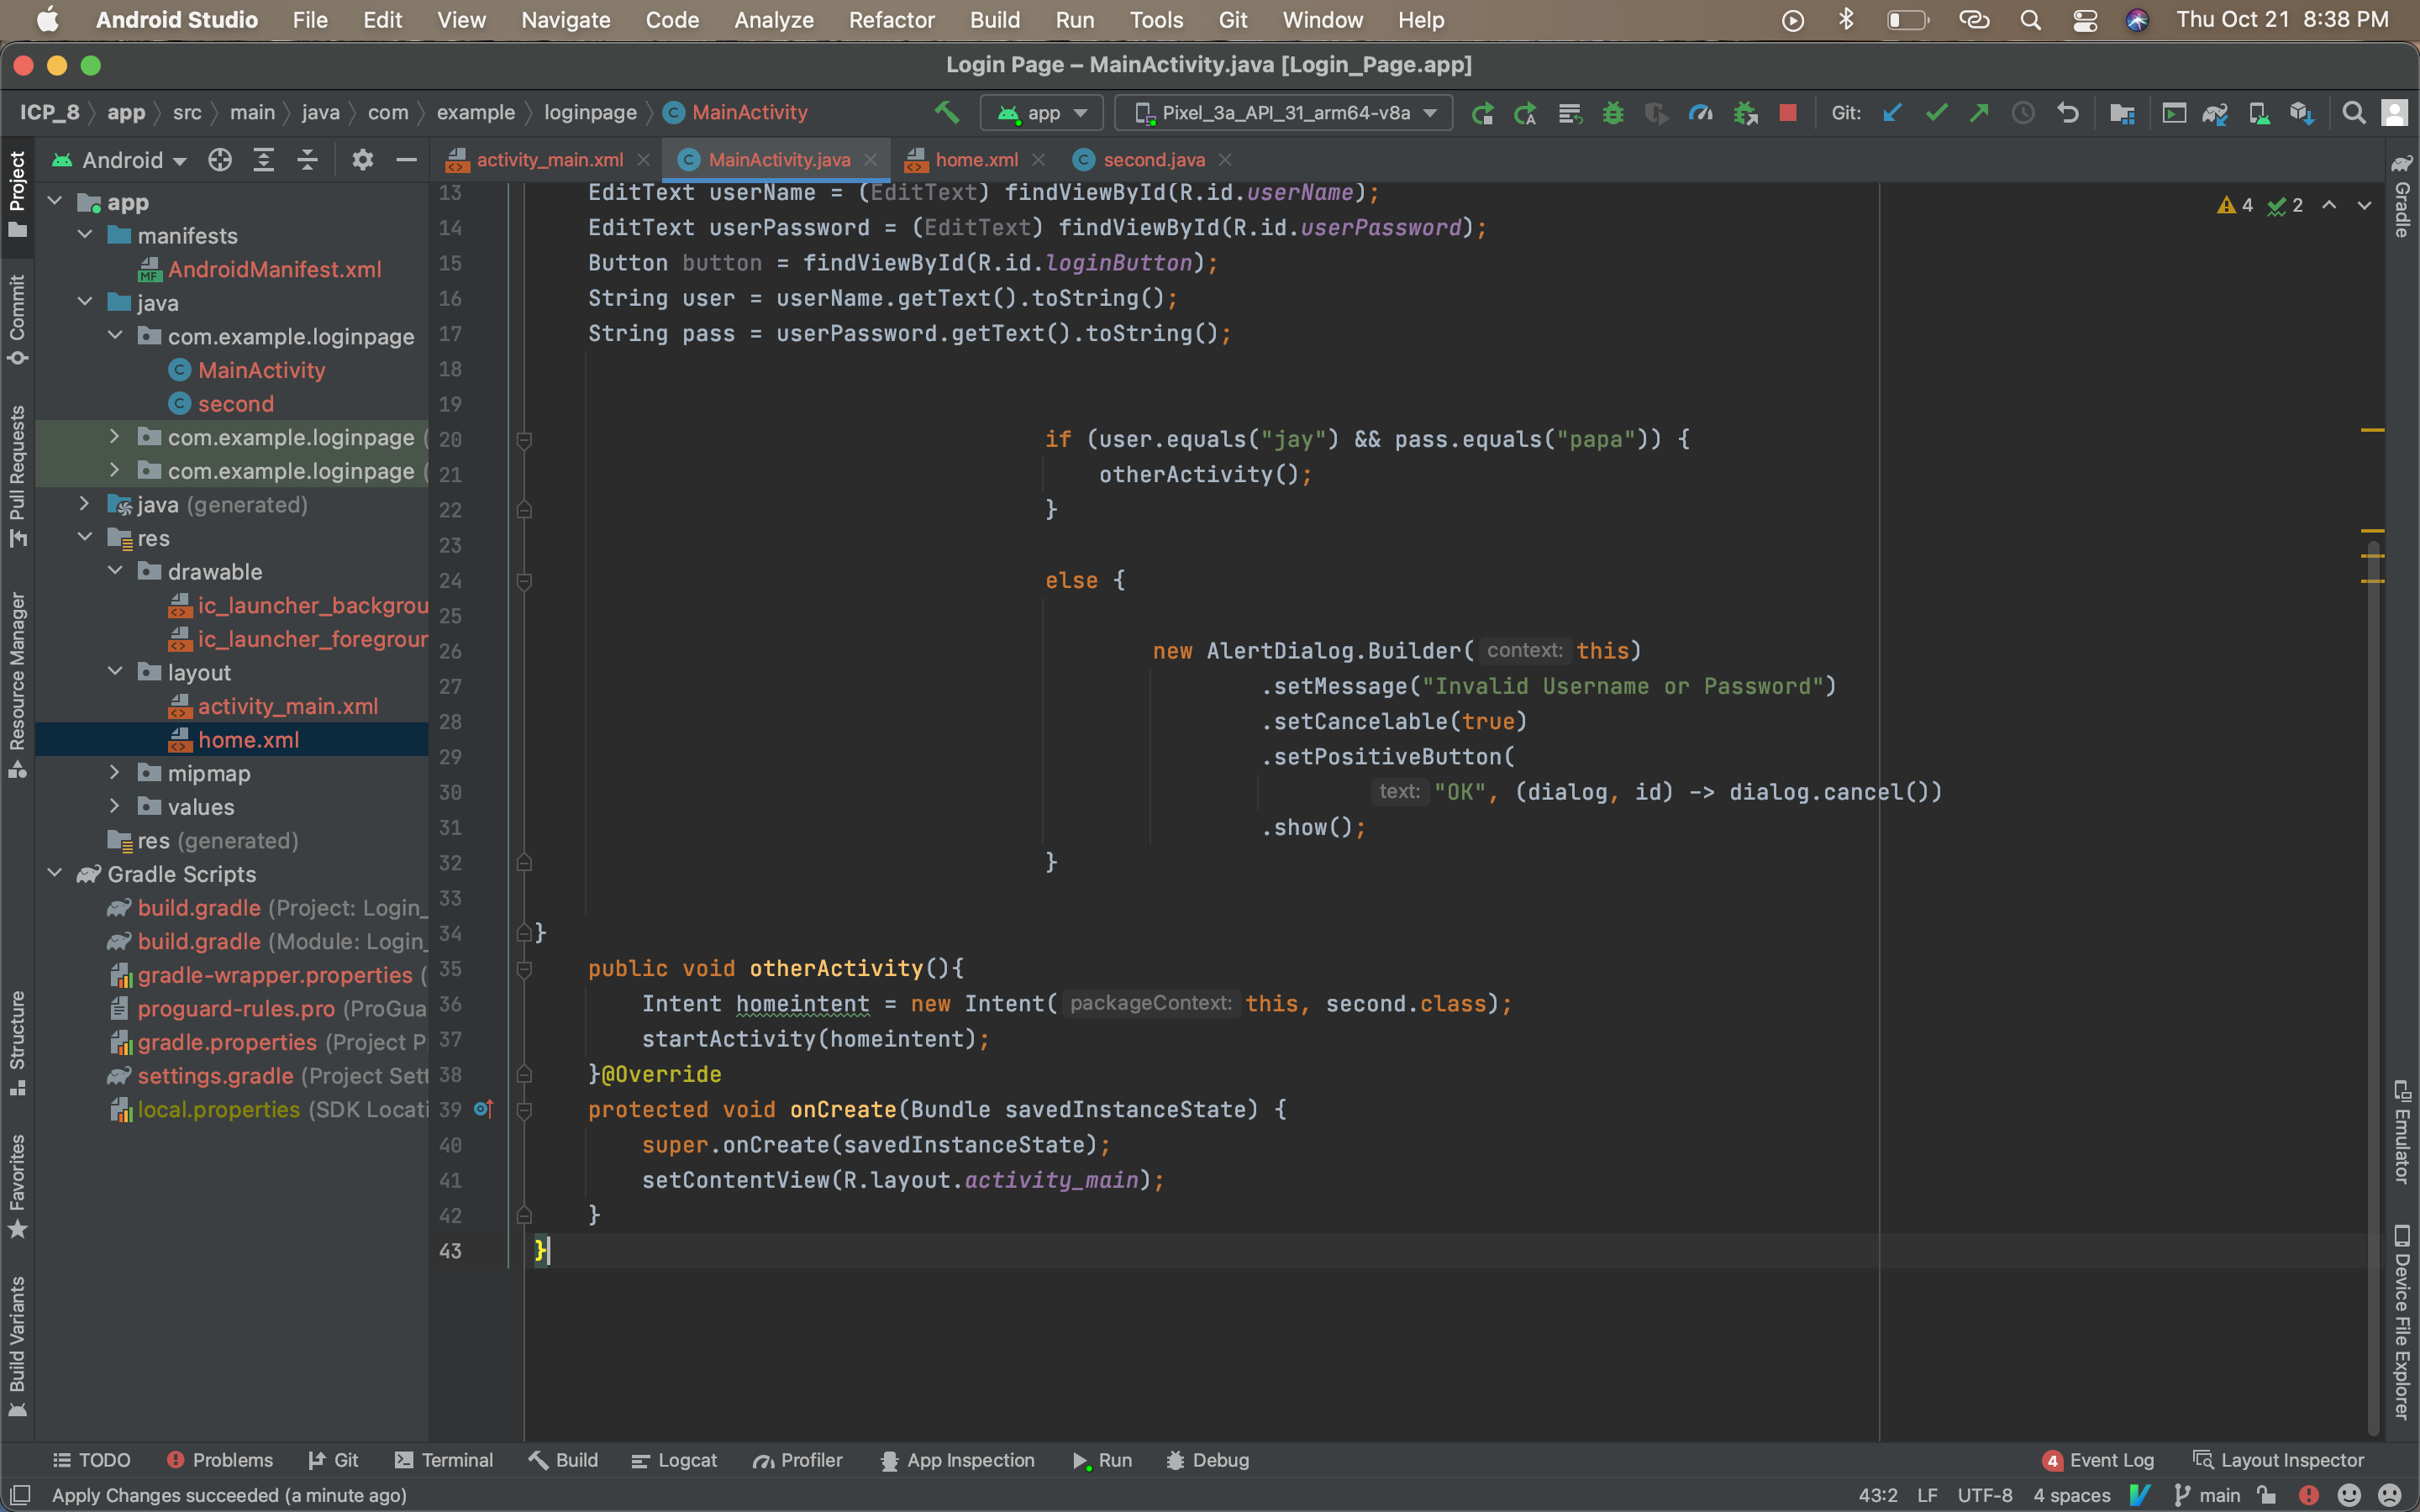 Android Studio File Edit View Navigate Code Analyze Refactor Build Run Tools Git Window Help Thu Oct 21 8:38 PM
Login Page – MainActivity.java [Login_Page.app]
ICP_8 app src main java com example loginpage MainActivity app Pixel_3a_API_31_arm64-v8a Git:
Android
activity_main.xml MainActivity.java home.xml second.java
Project
Commit
Pull Requests
Resource Manager
Structure
Favorites
Build Variants
app
manifests
AndroidManifest.xml
java
com.example.loginpage
MainActivity
second
com.example.loginpage (
com.example.loginpage (
java (generated)
res
drawable
ic_launcher_backgrou
ic_launcher_foregrour
layout
activity_main.xml
home.xml
mipmap
values
res (generated)
Gradle Scripts
build.gradle (Project: Login_
build.gradle (Module: Login_
gradle-wrapper.properties (
proguard-rules.pro (ProGua
gradle.properties (Project P
settings.gradle (Project Sett
local.properties (SDK Locati
4 2
13 EditText userName = (EditText) findViewById(R.id.userName);
14 EditText userPassword = (EditText) findViewById(R.id.userPassword);
15 Button button = findViewById(R.id.loginButton);
16 String user = userName.getText().toString();
17 String pass = userPassword.getText().toString();
18
19
20 if (user.equals("jay") && pass.equals("papa")) {
21 otherActivity();
22 }
23
24 else {
25
26 new AlertDialog.Builder( context: this)
27 .setMessage("Invalid Username or Password")
28 .setCancelable(true)
29 .setPositiveButton(
30 text: "OK", (dialog, id) -> dialog.cancel())
31 .show();
32 }
33
34 }
35 public void otherActivity(){
36 Intent homeintent = new Intent( packageContext: this, second.class);
37 startActivity(homeintent);
38 }@Override
39 protected void onCreate(Bundle savedInstanceState) {
40 super.onCreate(savedInstanceState);
41 setContentView(R.layout.activity_main);
42 }
43 }
Gradle
Emulator
Device File Explorer
TODO Problems Git Terminal Build Logcat Profiler App Inspection Run Debug 4 Event Log Layout Inspector
Apply Changes succeeded (a minute ago) 43:2 LF UTF-8 4 spaces main